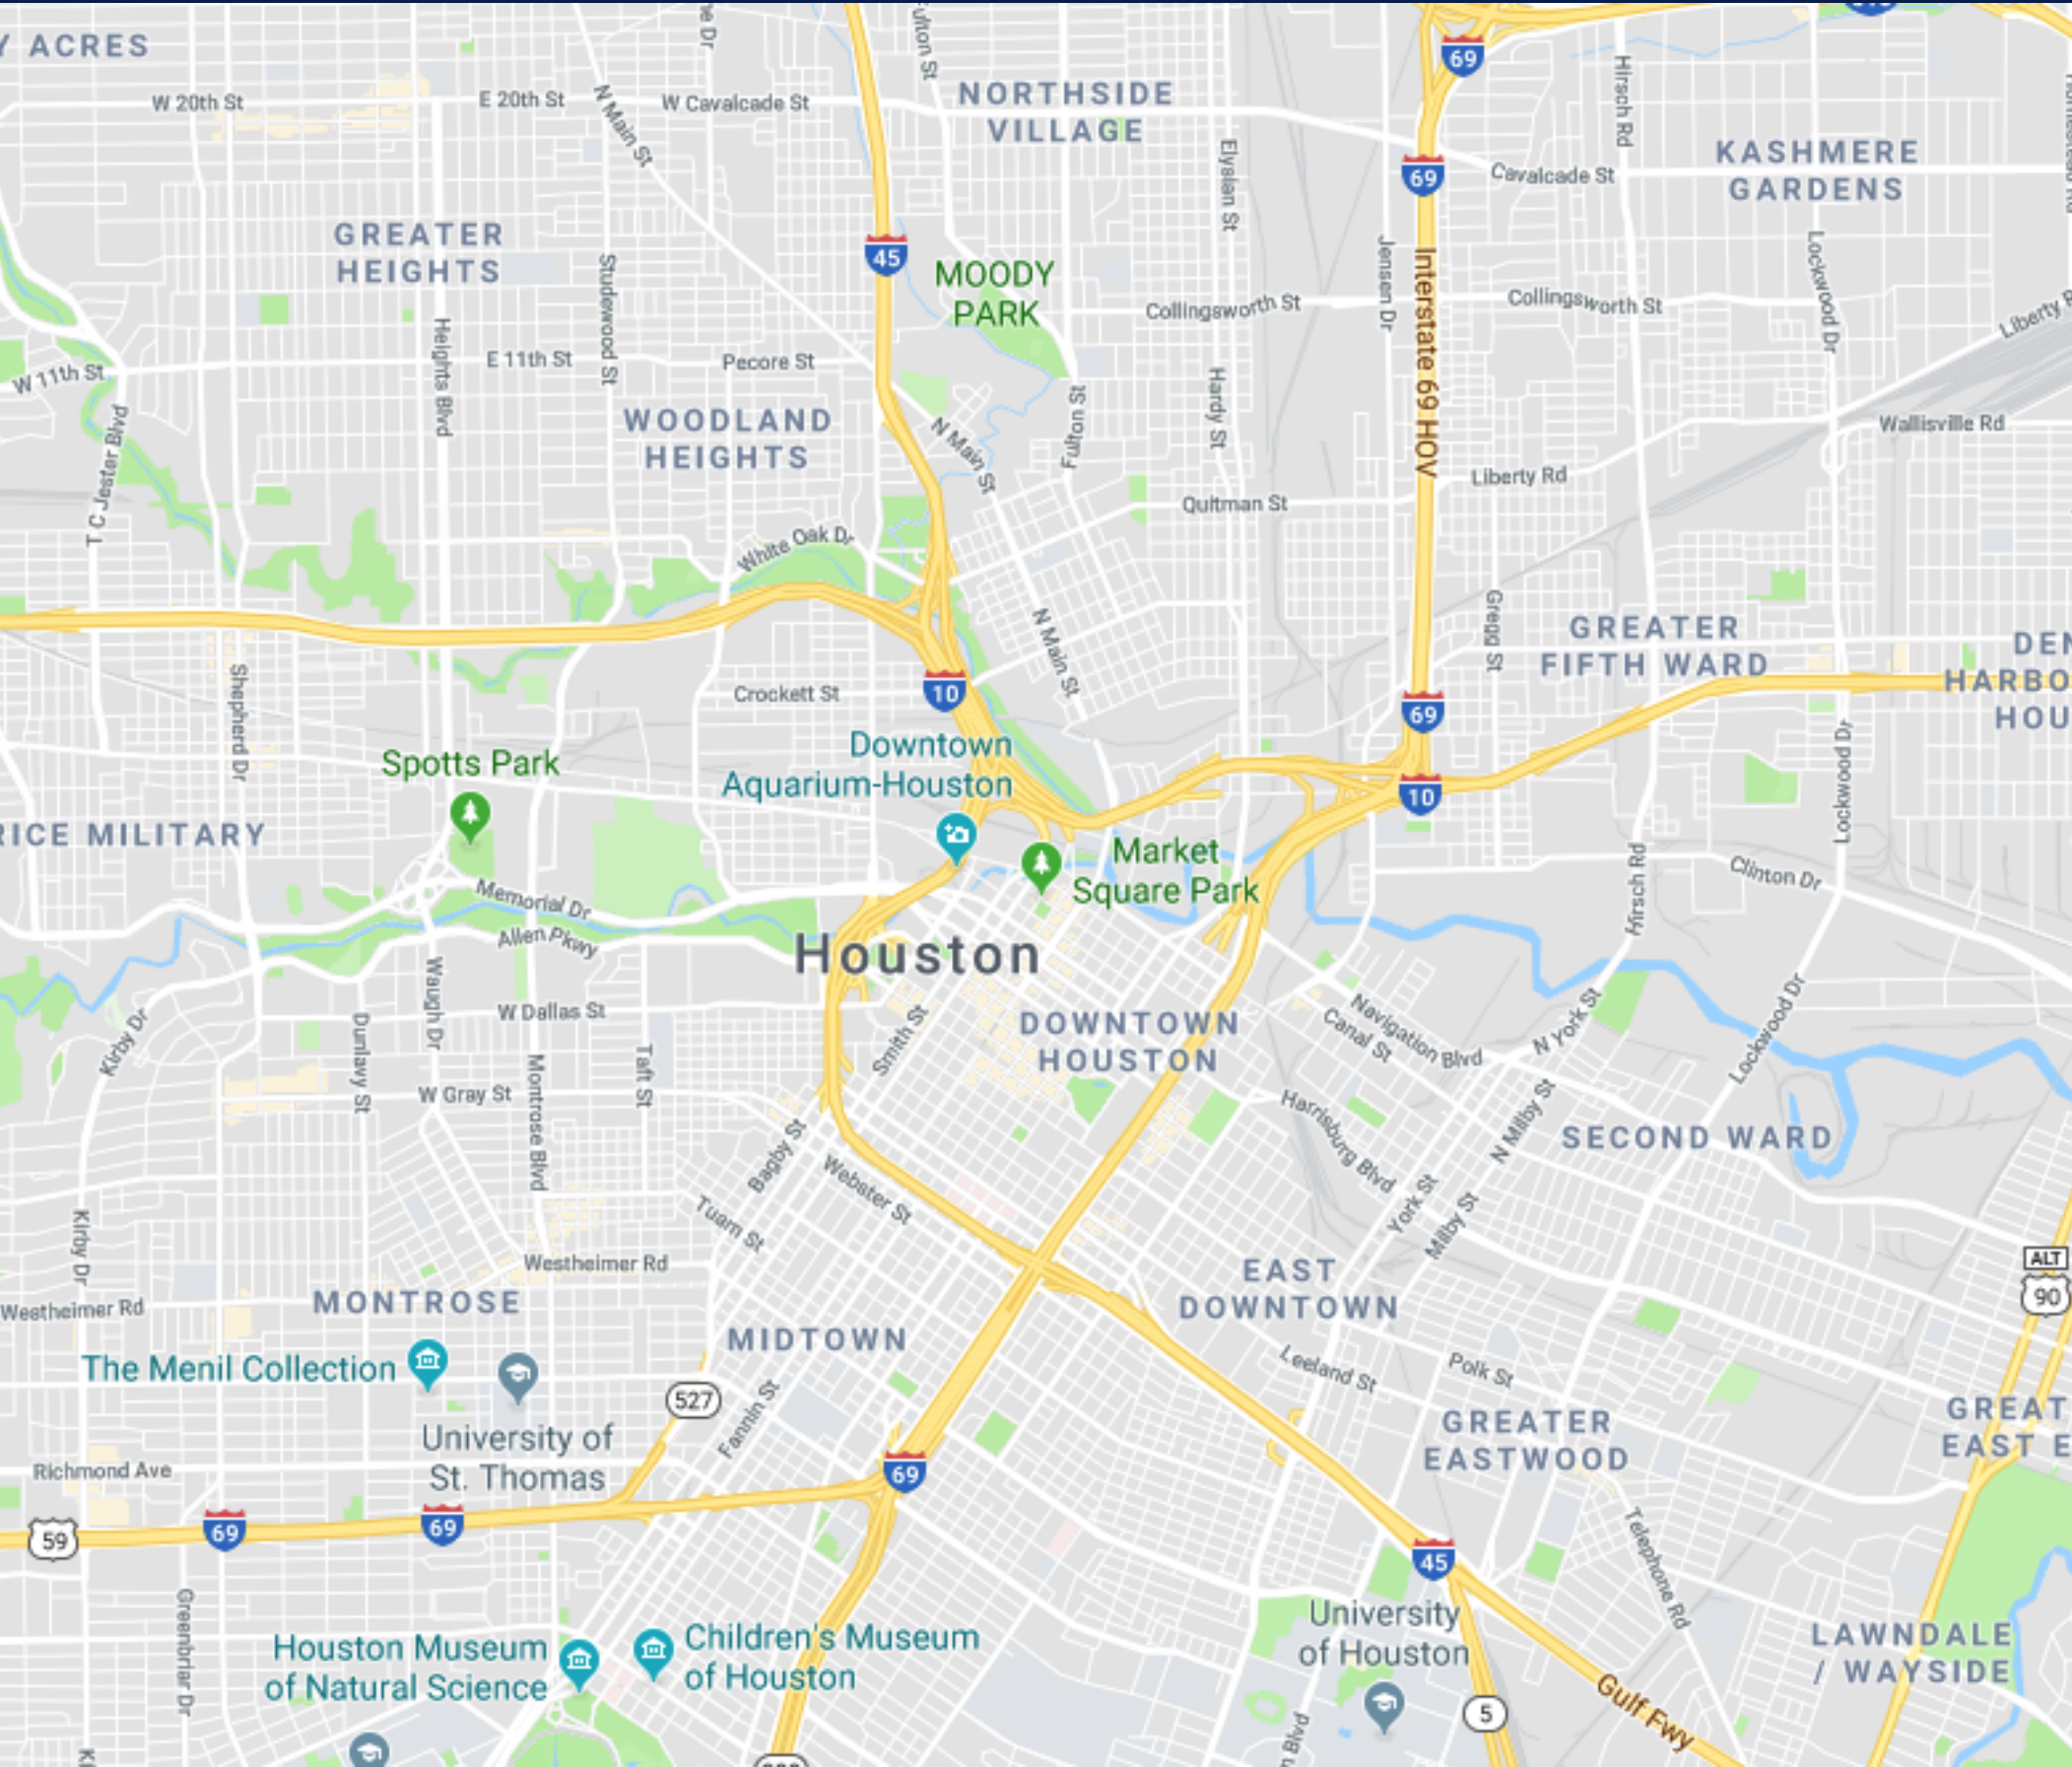 Y ACRES
W 20th St
E 20th St
N Main St
W Cavalcade St
NORTHSIDE
VILLAGE
69
Hirsch Rd
Elysian St
69
Cavalcade St
KASHMERE
GARDENS
GREATER
HEIGHTS
Studewood St
45
MOODY
PARK
Collingsworth St
Jensen Dr
Interstate 69 HOV
Collingsworth St
Lockwood Dr
Liberty R
W 11th St
Heights Blvd
E 11th St
Pecore St
T C Jester Blvd
WOODLAND
HEIGHTS
N Main St
Fulton St
Hardy St
Wallisville Rd
Liberty Rd
Quitman St
White Oak Dr
Gregg St
N Main St
GREATER
FIFTH WARD
DEN
HARBO
HOU
Shepherd Dr
Crockett St
10
69
Lockwood Dr
Spotts Park
Downtown
Aquarium-Houston
10
RICE MILITARY
Market
Square Park
Hirsch Rd
Clinton Dr
Memorial Dr
Allen Pkwy
Houston
Waugh Dr
Kirby Dr
Dunlavy St
W Dallas St
Smith St
DOWNTOWN
HOUSTON
Navigation Blvd
Canal St
N York St
Lockwood Dr
W Gray St
Montrose Blvd
Taft St
Bagby St
Webster St
Harrisburg Blvd
N Milby St
SECOND WARD
Kirby Dr
Tuam St
York St
Milby St
Westheimer Rd
Westheimer Rd
MONTROSE
MIDTOWN
EAST
DOWNTOWN
ALT
90
The Menil Collection
527
Fannin St
Leeland St
Polk St
University of
St. Thomas
GREATER
EASTWOOD
GREAT
EAST E
Richmond Ave
69
59
69
69
45
Telephone Rd
Greenbriar Dr
Houston Museum
of Natural Science
Children's Museum
of Houston
University
of Houston
LAWNDALE
/ WAYSIDE
Gulf Fwy
5
n Blvd